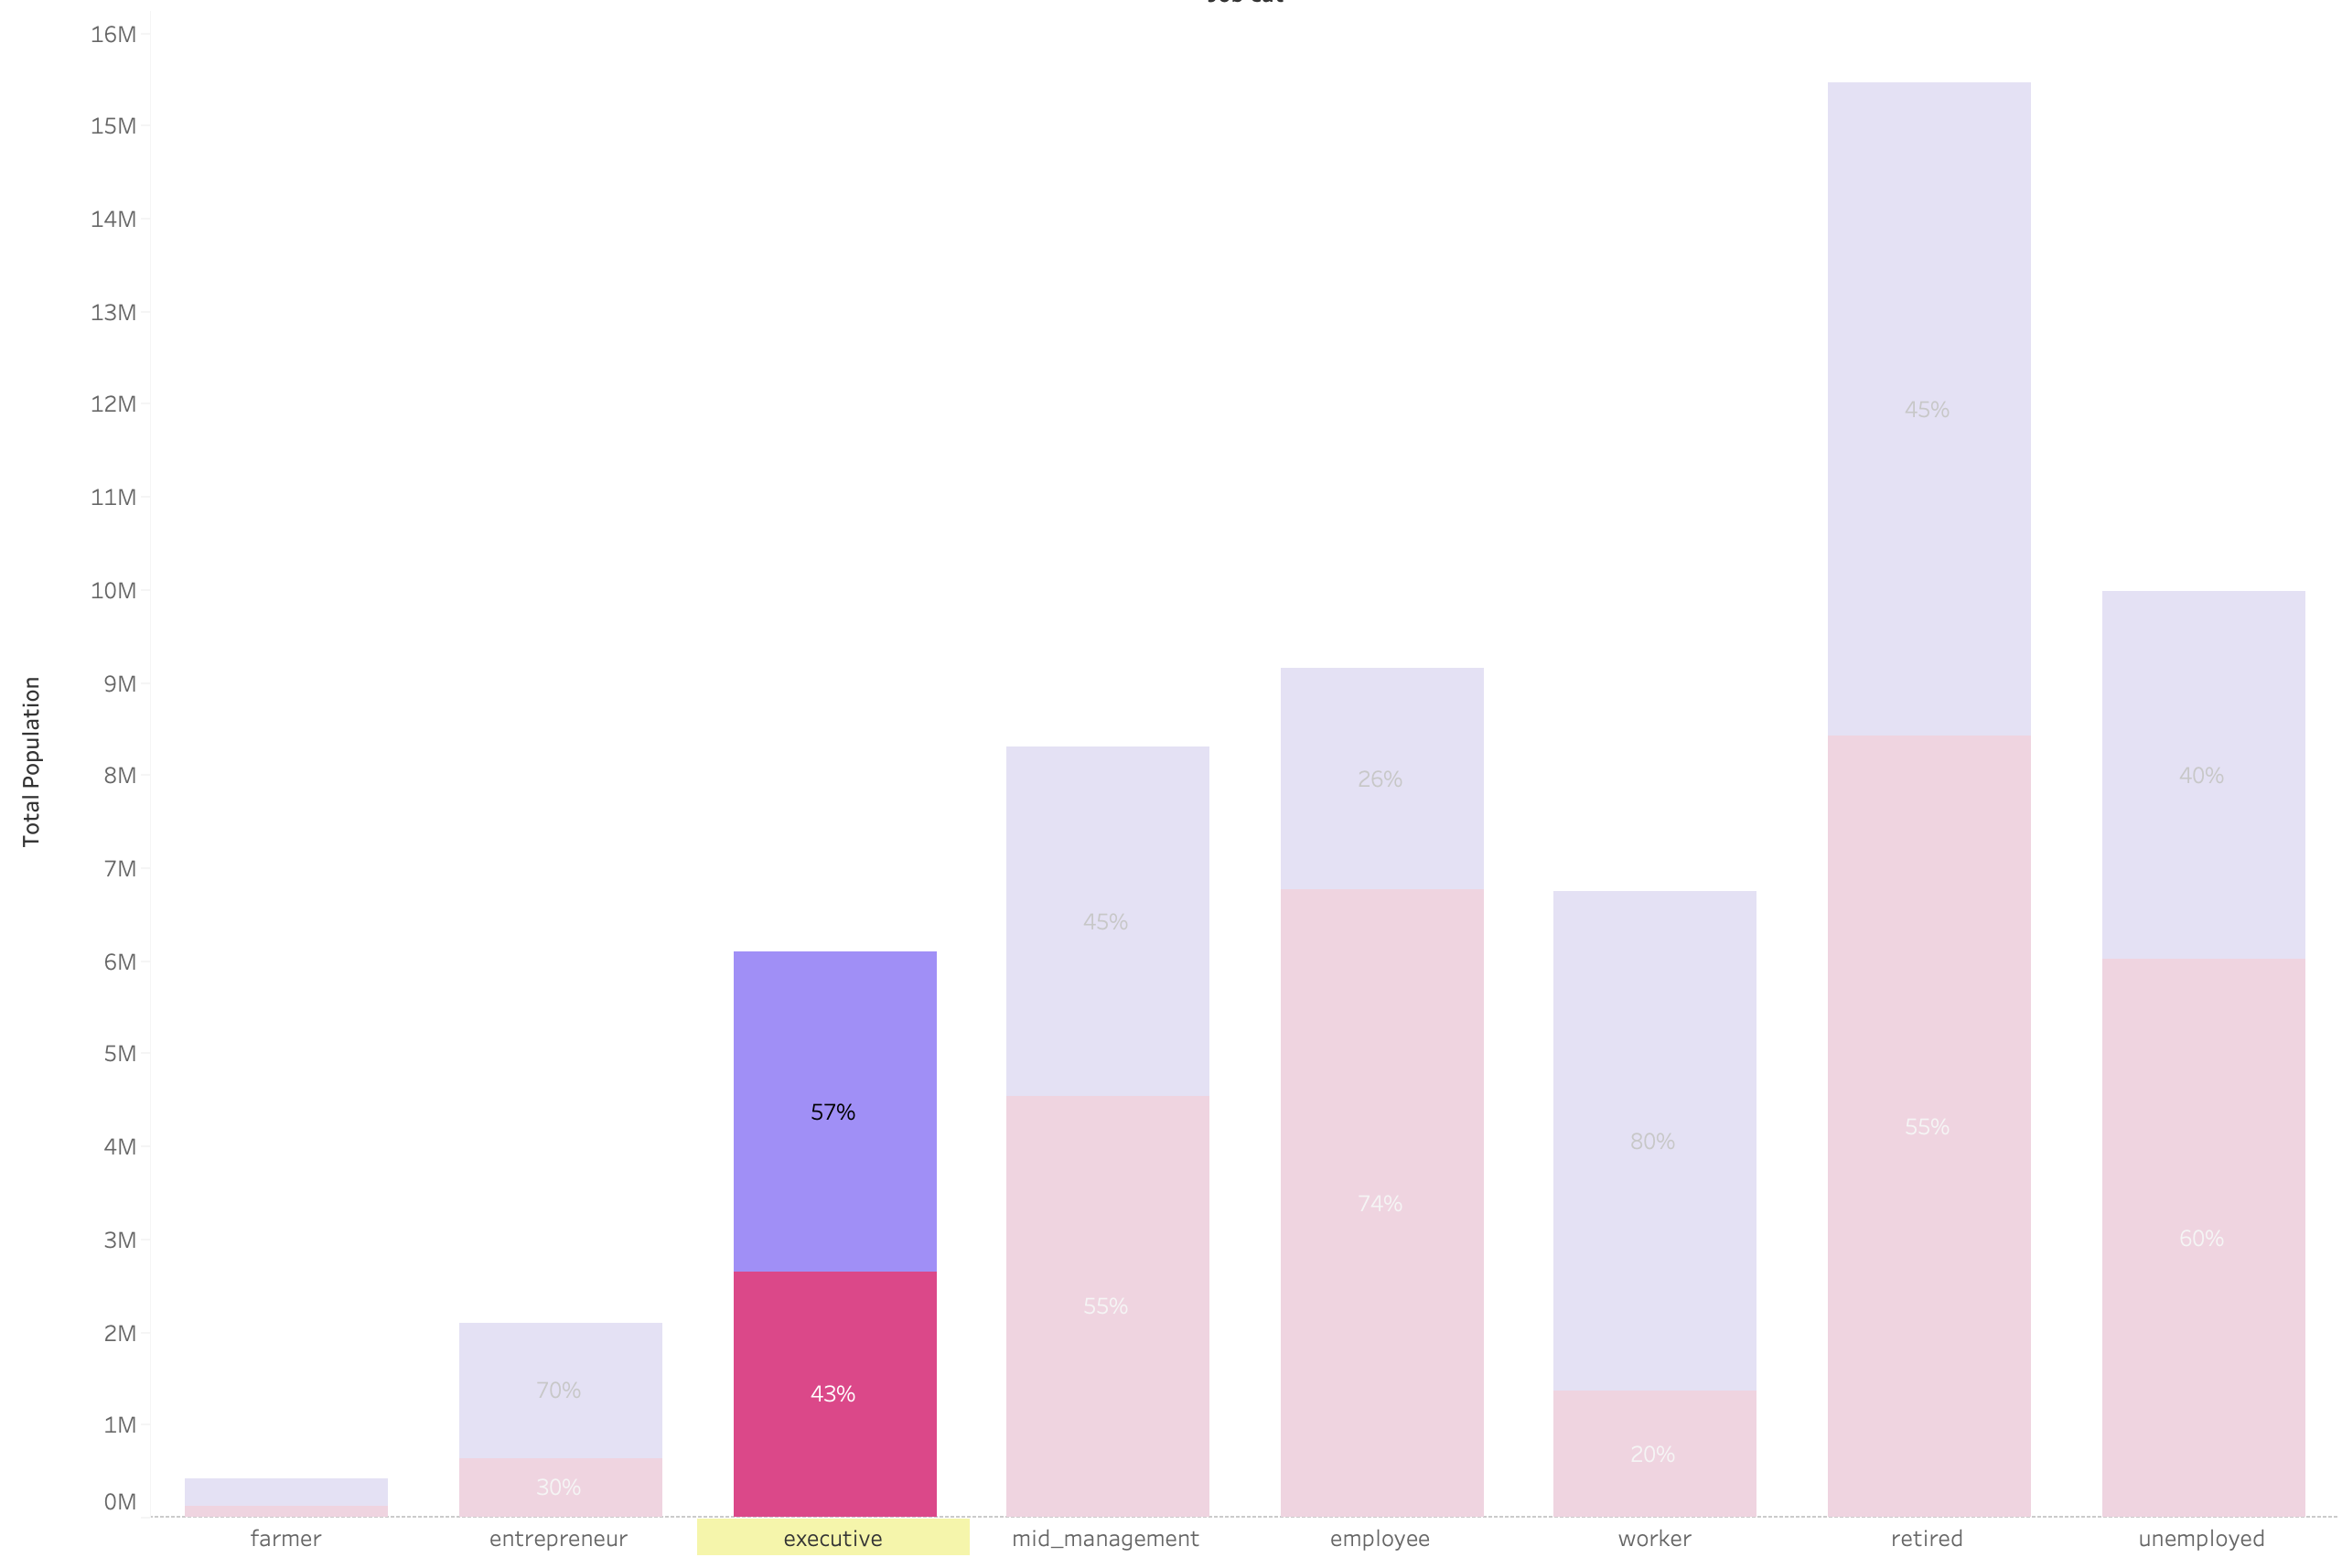 Job Cat
16M
15M
14M
13M
12M
11M
10M
9M
8M
7M
6M
5M
4M
3M
2M
1M
0M
Total Population
45%
26%
40%
45%
57%
80%
55%
74%
60%
55%
70%
43%
20%
30%
farmer entrepreneur executive mid_management employee worker retired unemployed